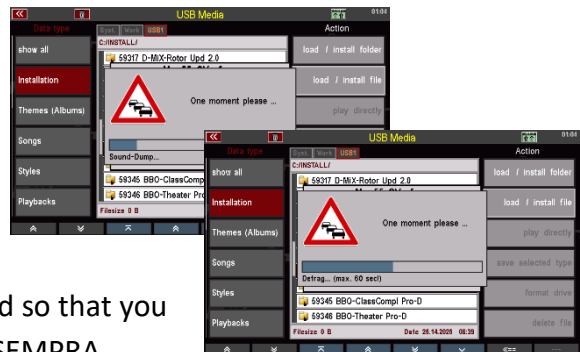 USB Media
01:04
Data type
Syst. Work USB1
Action
C:/INSTALL/
show all
59317 D-MiX-Rotor Upd 2.0
load / install folder
Installation
load / install file
One moment please ...
Themes (Albums)
play directly
Songs
Sound-Dump...
Styles
59345 BBO-ClassComp
Playbacks
59346 BBO-Theater Pro
Filesize 0 B
USB Media
01:04
Data type
Syst. Work USB1
Action
C:/INSTALL/
show all
59317 D-MiX-Rotor Upd 2.0
load / install folder
Installation
load / install file
One moment please ...
Themes (Albums)
play directly
Songs
save selected type
Defrag... (max. 60 sec!)
Styles
59345 BBO-ClassCompl Pro-D
format drive
Playbacks
59346 BBO-Theater Pro-D
delete file
Filesize 0 B
Date 26.14.2026 08:39
d so that you
SEMPRA